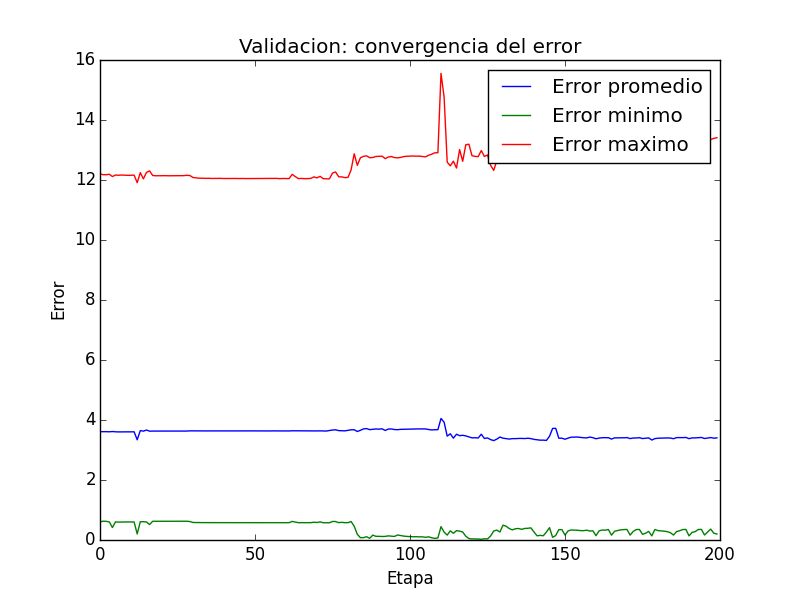 Validacion: convergencia del error
Error promedio
Error minimo
Error maximo
16
14
12
10
8
6
4
2
0
Error
0
50
100
150
200
Etapa